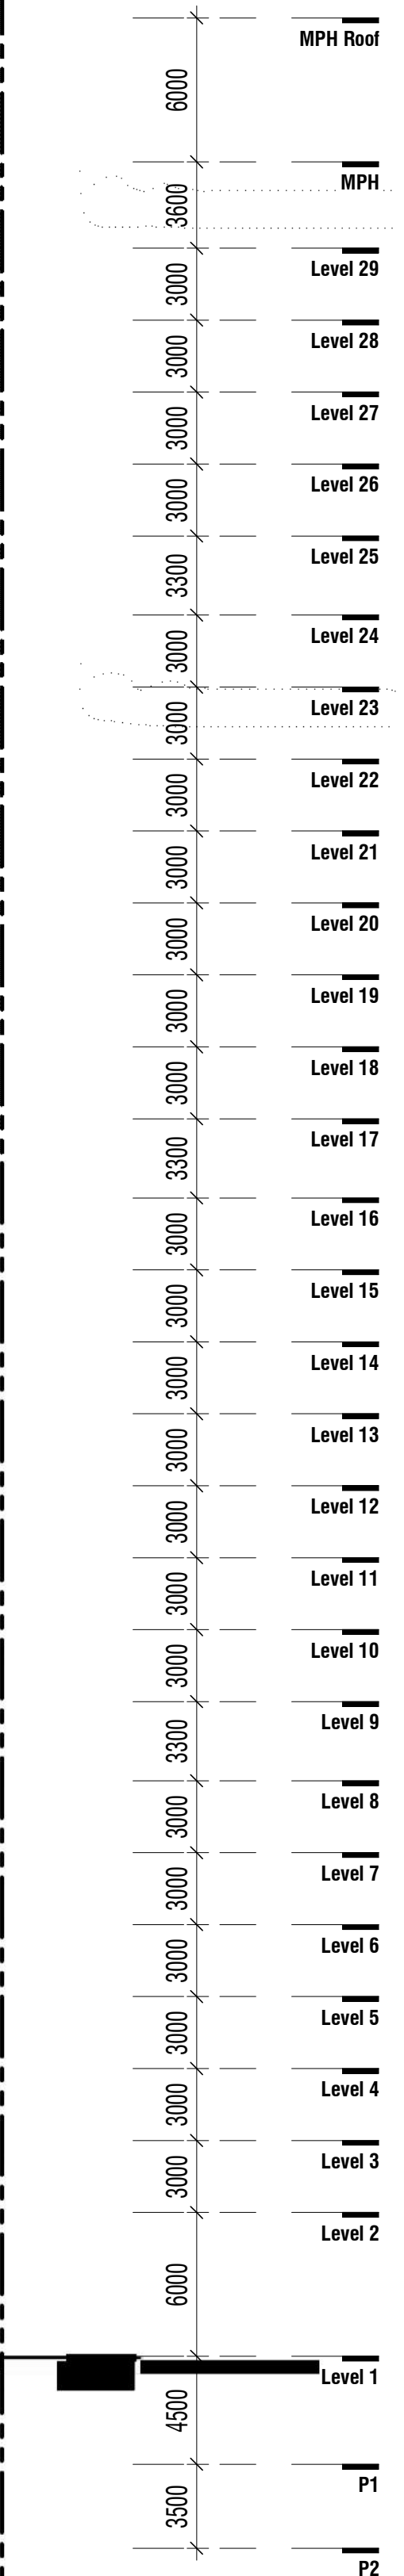 MPH Roof
6000
MPH
3600
Level 29
3000
Level 28
3000
Level 27
3000
Level 26
3000
Level 25
3300
Level 24
3000
Level 23
3000
Level 22
3000
Level 21
3000
Level 20
3000
Level 19
3000
Level 18
3000
Level 17
3300
Level 16
3000
Level 15
3000
Level 14
3000
Level 13
3000
Level 12
3000
Level 11
3000
Level 10
3000
Level 9
3300
Level 8
3000
Level 7
3000
Level 6
3000
Level 5
3000
Level 4
3000
Level 3
3000
Level 2
6000
Level 1
4500
P1
3500
P2